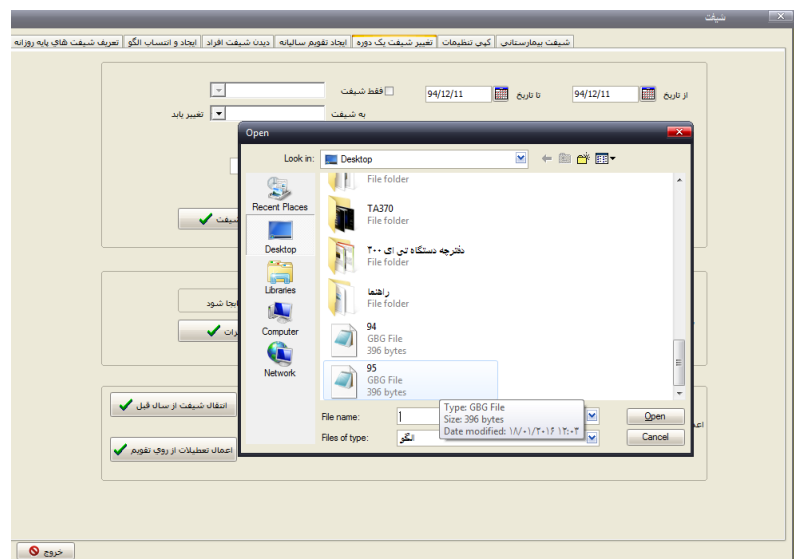 شیفت
شیفت بیمارستانی
کپی تنظیمات
تغییر شیفت یک دوره
ایجاد تقویم سالیانه
دیدن شیفت افراد
ایجاد و انتساب الگو
تعریف شیفت های پایه روزانه
از تاریخ
94/12/11
تا تاریخ
94/12/11
فقط شیفت
به شیفت
تغییر یابد
Open
Look in:
Desktop
File folder
Recent Places
TA370
File folder
Desktop
دفترچه دستگاه تی ای ۳۰۰
File folder
Libraries
راهنما
File folder
Computer
94
GBG File
396 bytes
Network
95
GBG File
396 bytes
Type: GBG File
Size: 396 bytes
Date modified: ۱۸/۰۱/۲۰۱۶ ۱۲:۰۳
File name:
Open
Files of type:
الگو
Cancel
شیفت
شود
انتقال شیفت از سال قبل
اعمال تعطیلات از روی تقویم
خروج